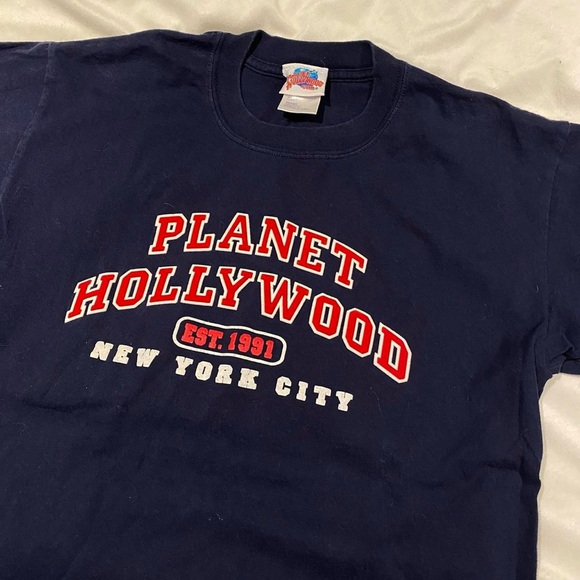 PLANET
HOLLYWOOD
EST. 1991
NEW YORK CITY